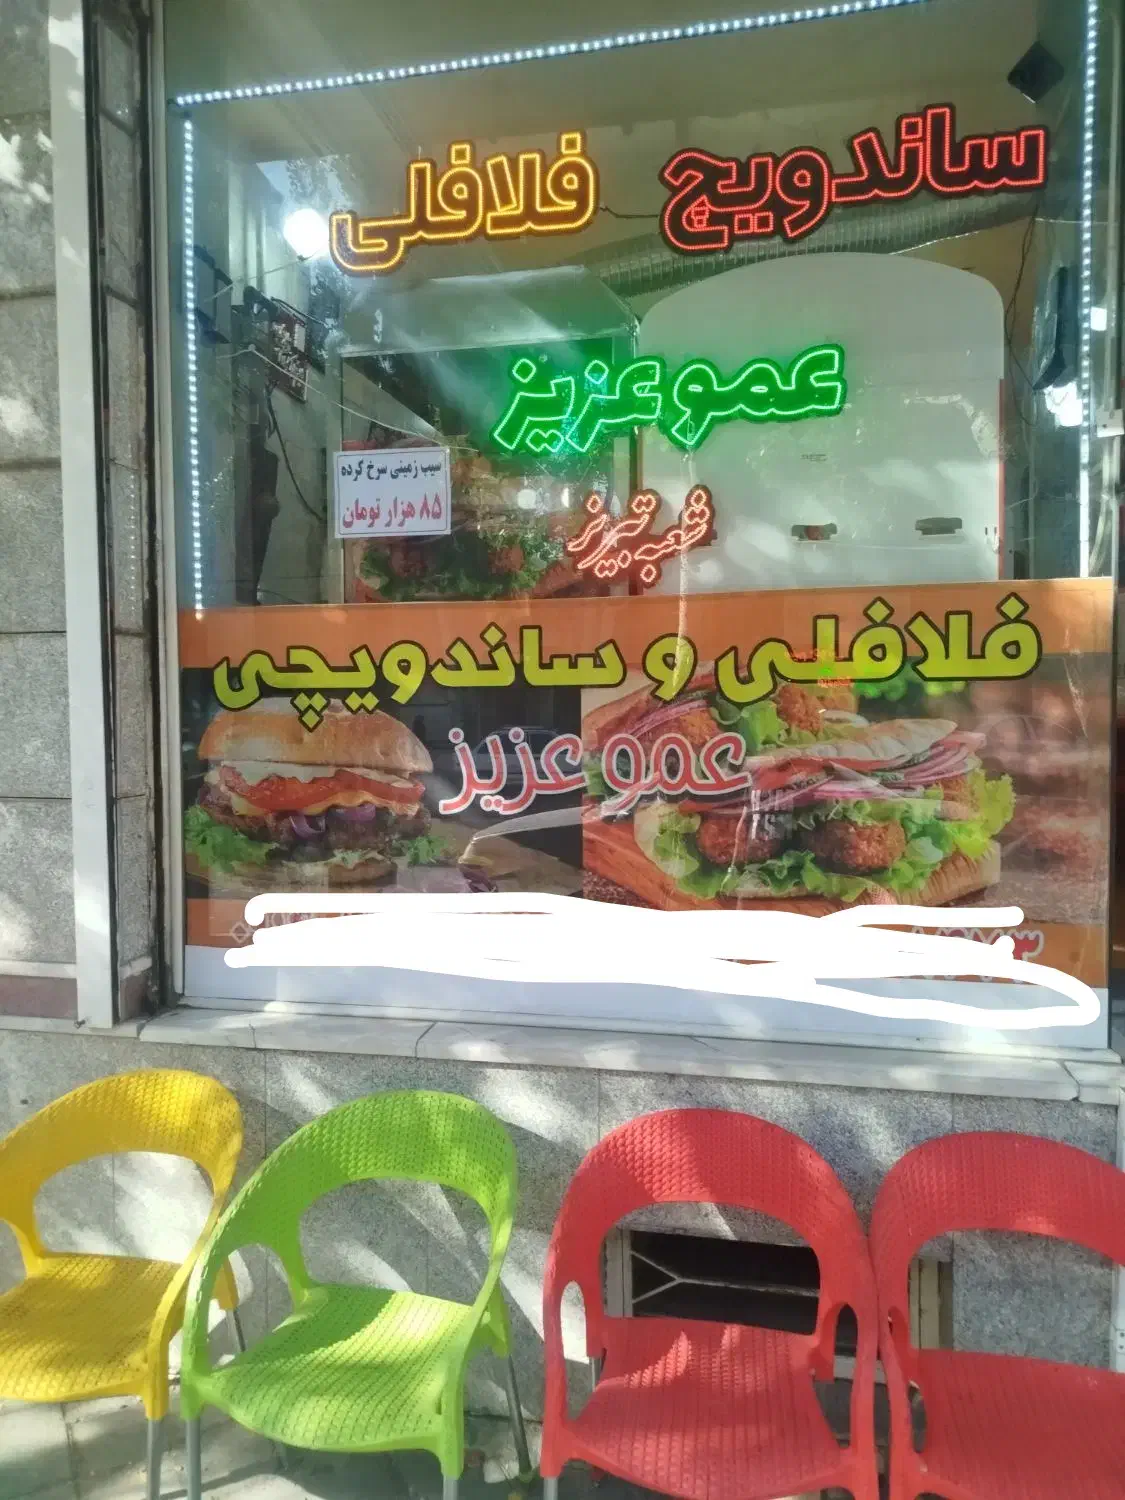 ساندویچ فلافلی
عمو عزیز
شعبه تبریز
سیب زمینی سرخ کرده
۸۵ هزار تومان
فلافلی و ساندویچی
عمو عزیز